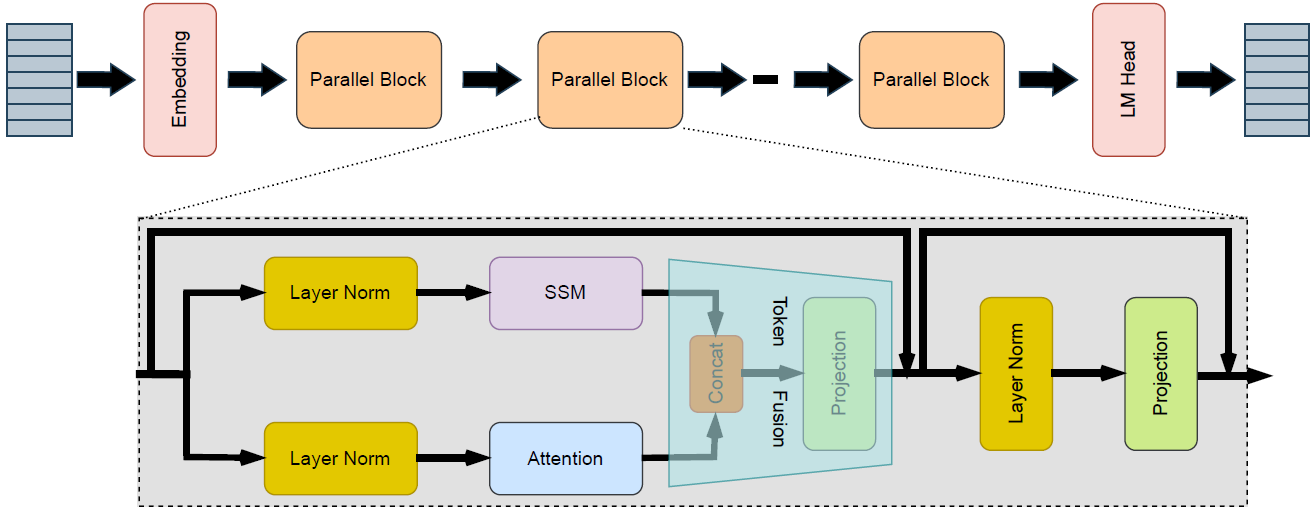 Embedding
Parallel Block
Parallel Block
Parallel Block
LM Head
Layer Norm
SSM
Token
Fusion
Concat
Projection
Layer Norm
Projection
Layer Norm
Attention